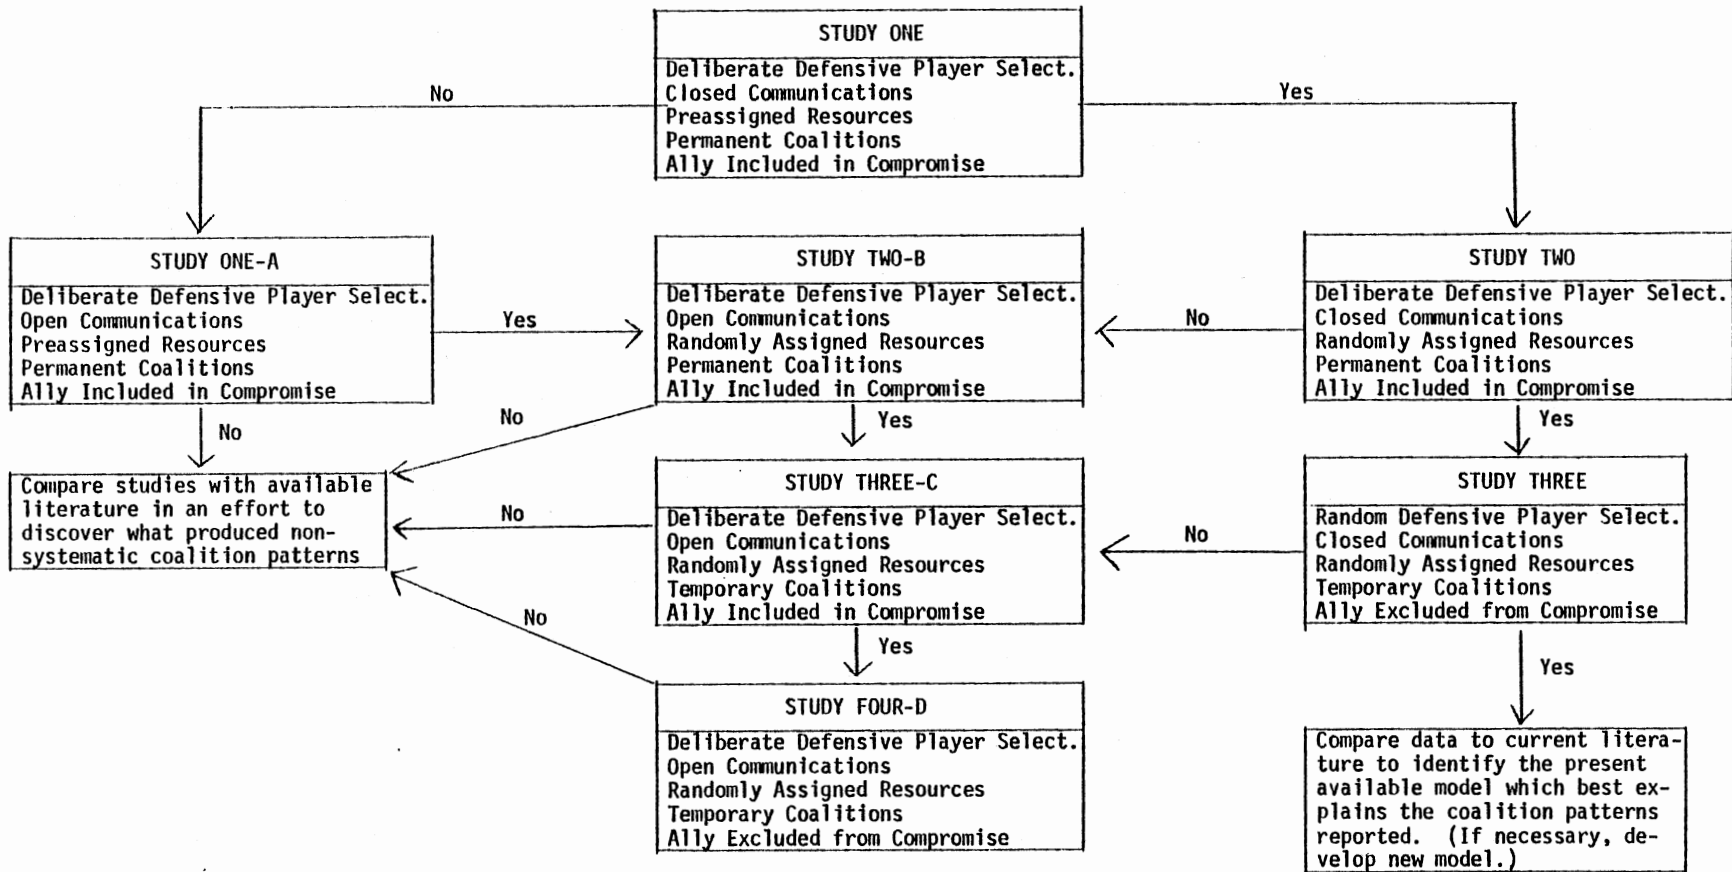 STUDY ONE
Deliberate Defensive Player Select.
Closed Communications
Preassigned Resources
Permanent Coalitions
Ally Included in Compromise
No
Yes
STUDY ONE-A
Deliberate Defensive Player Select.
Open Communications
Preassigned Resources
Permanent Coalitions
Ally Included in Compromise
Yes
STUDY TWO-B
Deliberate Defensive Player Select.
Open Communications
Randomly Assigned Resources
Permanent Coalitions
Ally Included in Compromise
No
STUDY TWO
Deliberate Defensive Player Select.
Closed Communications
Randomly Assigned Resources
Permanent Coalitions
Ally Included in Compromise
No
No
Yes
Yes
Compare studies with available
literature in an effort to
discover what produced non-
systematic coalition patterns
No
STUDY THREE-C
Deliberate Defensive Player Select.
Open Communications
Randomly Assigned Resources
Temporary Coalitions
Ally Included in Compromise
No
STUDY THREE
Random Defensive Player Select.
Closed Communications
Randomly Assigned Resources
Temporary Coalitions
Ally Excluded from Compromise
No
Yes
Yes
STUDY FOUR-D
Deliberate Defensive Player Select.
Open Communications
Randomly Assigned Resources
Temporary Coalitions
Ally Excluded from Compromise
Compare data to current litera-
ture to identify the present
available model which best ex-
plains the coalition patterns
reported. (If necessary, de-
velop new model.)